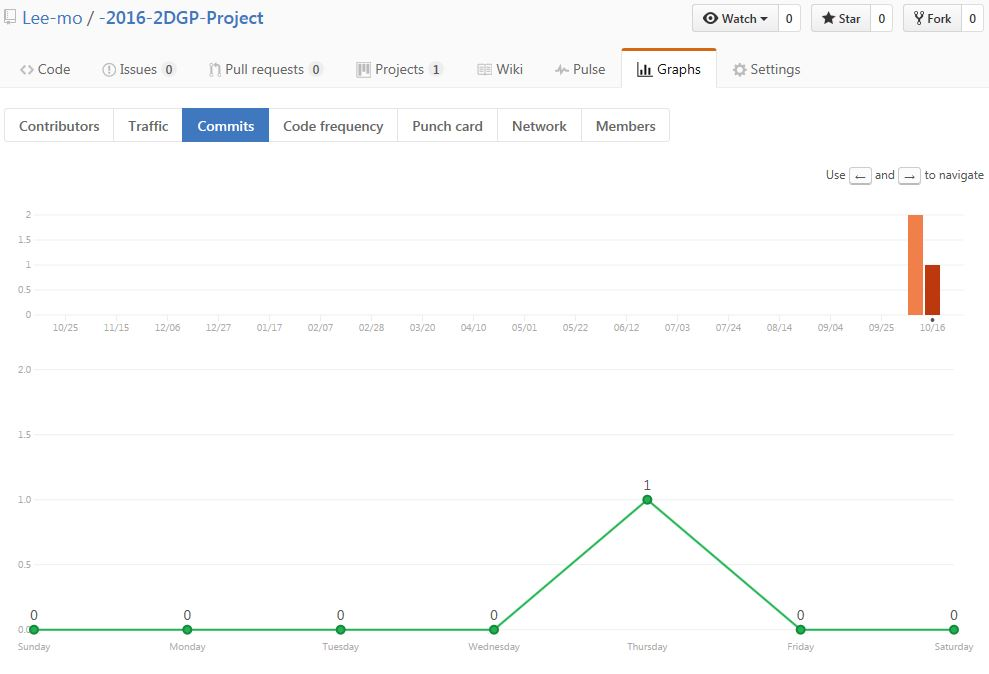 Lee-mo / -2016-2DGP-Project
Watch 0 Star 0 Fork 0
Code Issues 0 Pull requests 0 Projects 1 Wiki Pulse Graphs Settings
Contributors Traffic Commits Code frequency Punch card Network Members
Use ← and → to navigate
2
1.5
1
0.5
0
10/25 11/15 12/06 12/27 01/17 02/07 02/28 03/20 04/10 05/01 05/22 06/12 07/03 07/24 08/14 09/04 09/25 10/16
2.0
1.5
1
1.0
0.5
0 0 0 0 0 0
0.0
Sunday Monday Tuesday Wednesday Thursday Friday Saturday